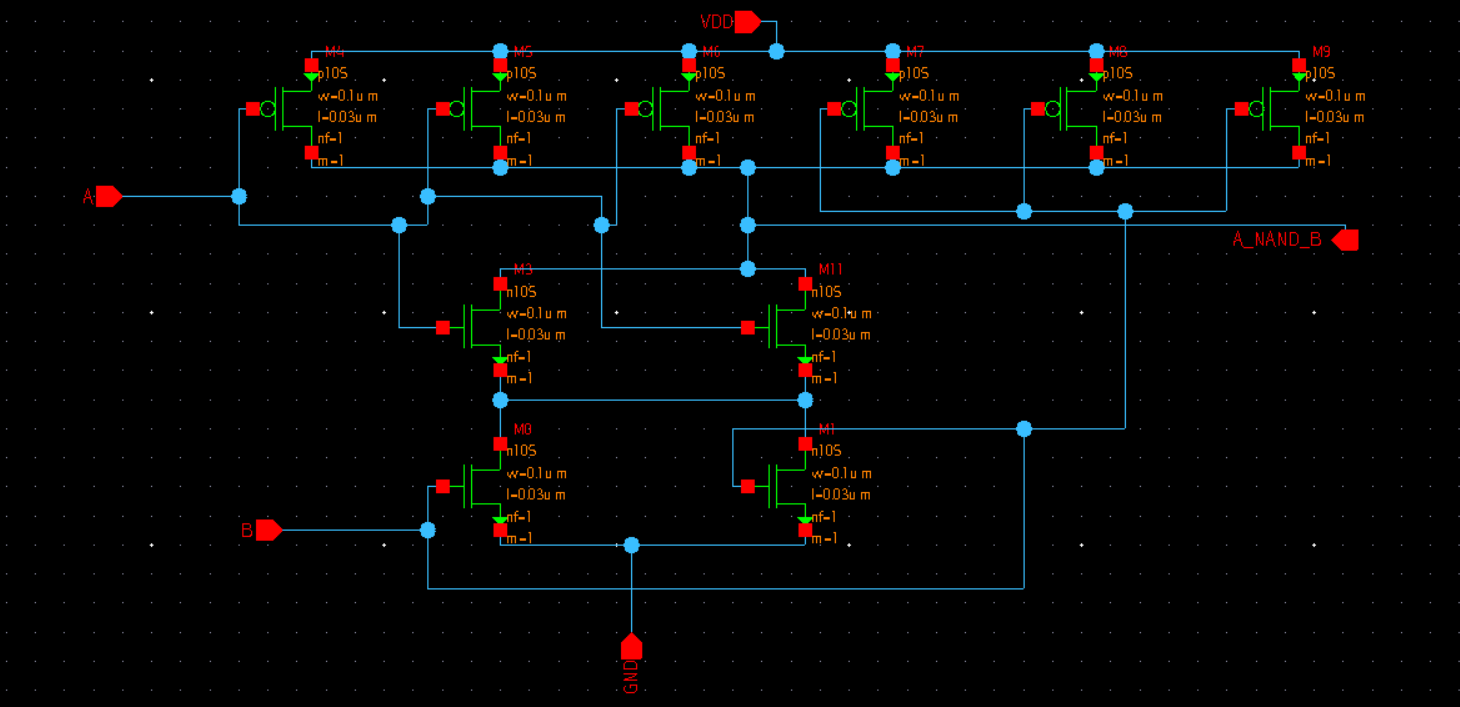 VDD
M4 M5 M6 M7 M8 M9
p10S p10S p10S p10S p10S p10S
w=0.1u m w=0.1u m w=0.1u m w=0.1u m w=0.1u m w=0.1u m
l=0.03u m l=0.03u m l=0.03u m l=0.03u m l=0.03u m l=0.03u m
nf=1 nf=1 nf=1 nf=1 nf=1 nf=1
m=1 m=1 m=1 m=1 m=1 m=1
A
A_NAND_B
M3 M11
n10S n10S
w=0.1u m w=0.1u m
l=0.03u m l=0.03u m
nf=1 nf=1
m=1 m=1
M0 M1
n10S n10S
w=0.1u m w=0.1u m
l=0.03u m l=0.03u m
nf=1 nf=1
B
m=1 m=1
GND